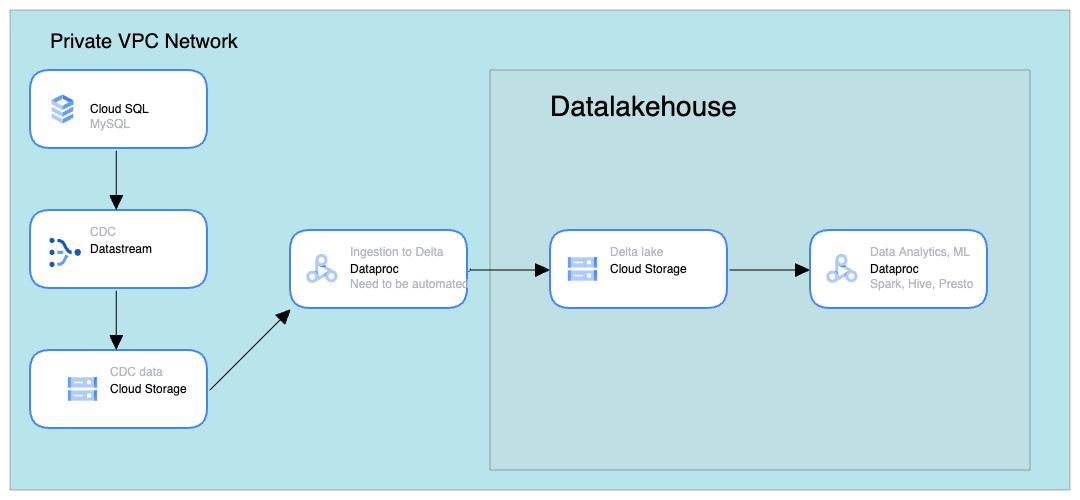 Private VPC Network
Cloud SQL
MySQL
CDC
Datastream
CDC data
Cloud Storage
Ingestion to Delta
Dataproc
Need to be automated
Datalakehouse
Delta lake
Cloud Storage
Data Analytics, ML
Dataproc
Spark, Hive, Presto